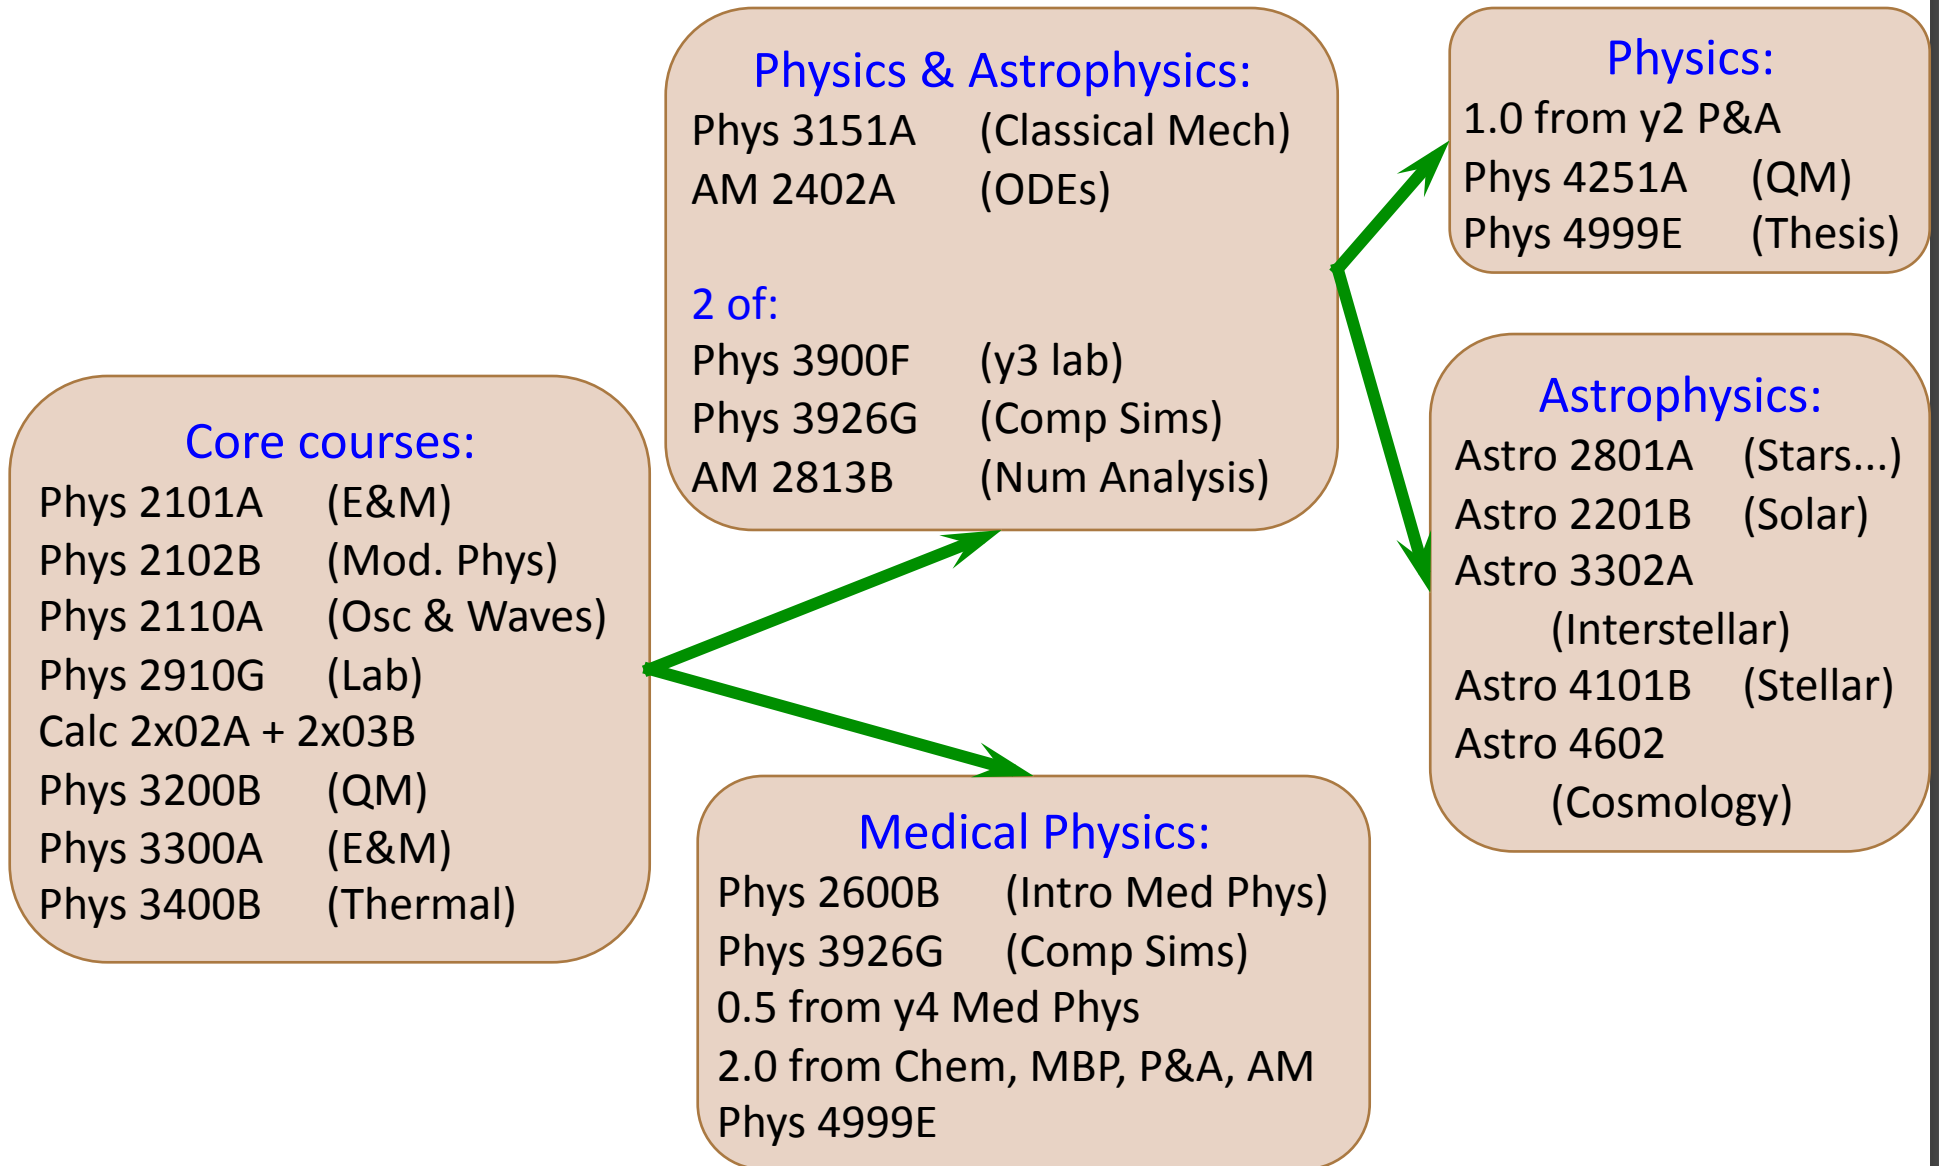 Core courses:
Phys 2101A (E&M)
Phys 2102B (Mod. Phys)
Phys 2110A (Osc & Waves)
Phys 2910G (Lab)
Calc 2x02A + 2x03B
Phys 3200B (QM)
Phys 3300A (E&M)
Phys 3400B (Thermal)
Physics & Astrophysics:
Phys 3151A (Classical Mech)
AM 2402A (ODEs)
2 of:
Phys 3900F (y3 lab)
Phys 3926G (Comp Sims)
AM 2813B (Num Analysis)
Medical Physics:
Phys 2600B (Intro Med Phys)
Phys 3926G (Comp Sims)
0.5 from y4 Med Phys
2.0 from Chem, MBP, P&A, AM
Phys 4999E
Physics:
1.0 from y2 P&A
Phys 4251A (QM)
Phys 4999E (Thesis)
Astrophysics:
Astro 2801A (Stars...)
Astro 2201B (Solar)
Astro 3302A
(Interstellar)
Astro 4101B (Stellar)
Astro 4602
(Cosmology)